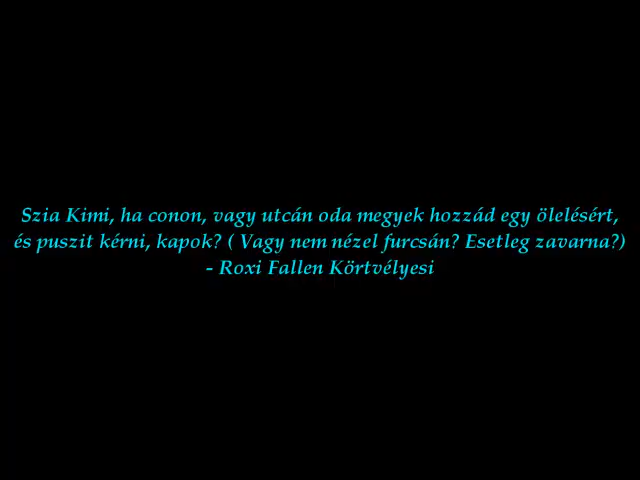 Szia Kimi, ha conon, vagy utcán oda megyek hozzád egy ölelésért,
és puszit kérni, kapok? ( Vagy nem nézel furcsán? Esetleg zavarna?)
- Roxi Fallen Körtvélyesi